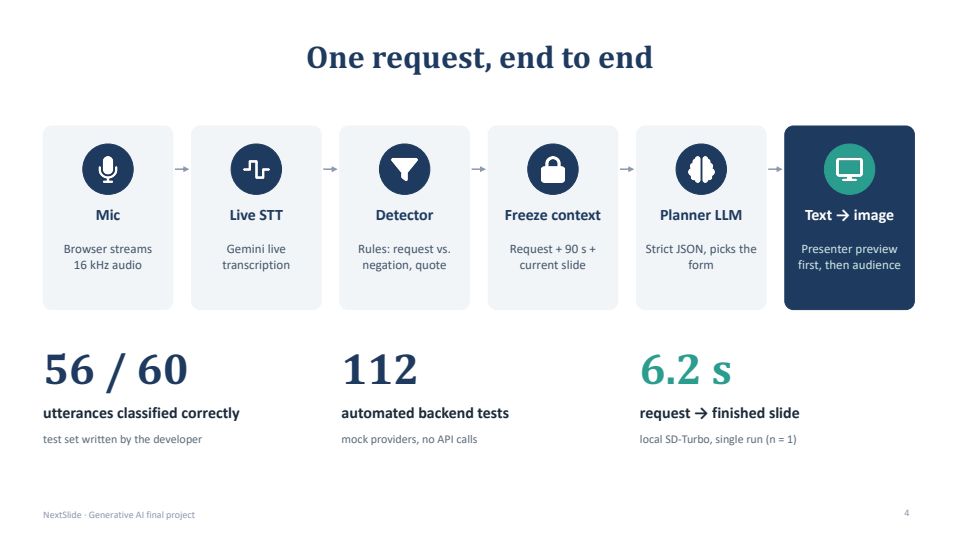 One request, end to end
Mic
Browser streams
16 kHz audio
Live STT
Gemini live
transcription
Detector
Rules: request vs.
negation, quote
Freeze context
Request + 90 s +
current slide
Planner LLM
Strict JSON, picks the
form
Text → image
Presenter preview
first, then audience
56 / 60
utterances classified correctly
test set written by the developer
112
automated backend tests
mock providers, no API calls
6.2 s
request → finished slide
local SD-Turbo, single run (n = 1)
NextSlide · Generative AI final project
4